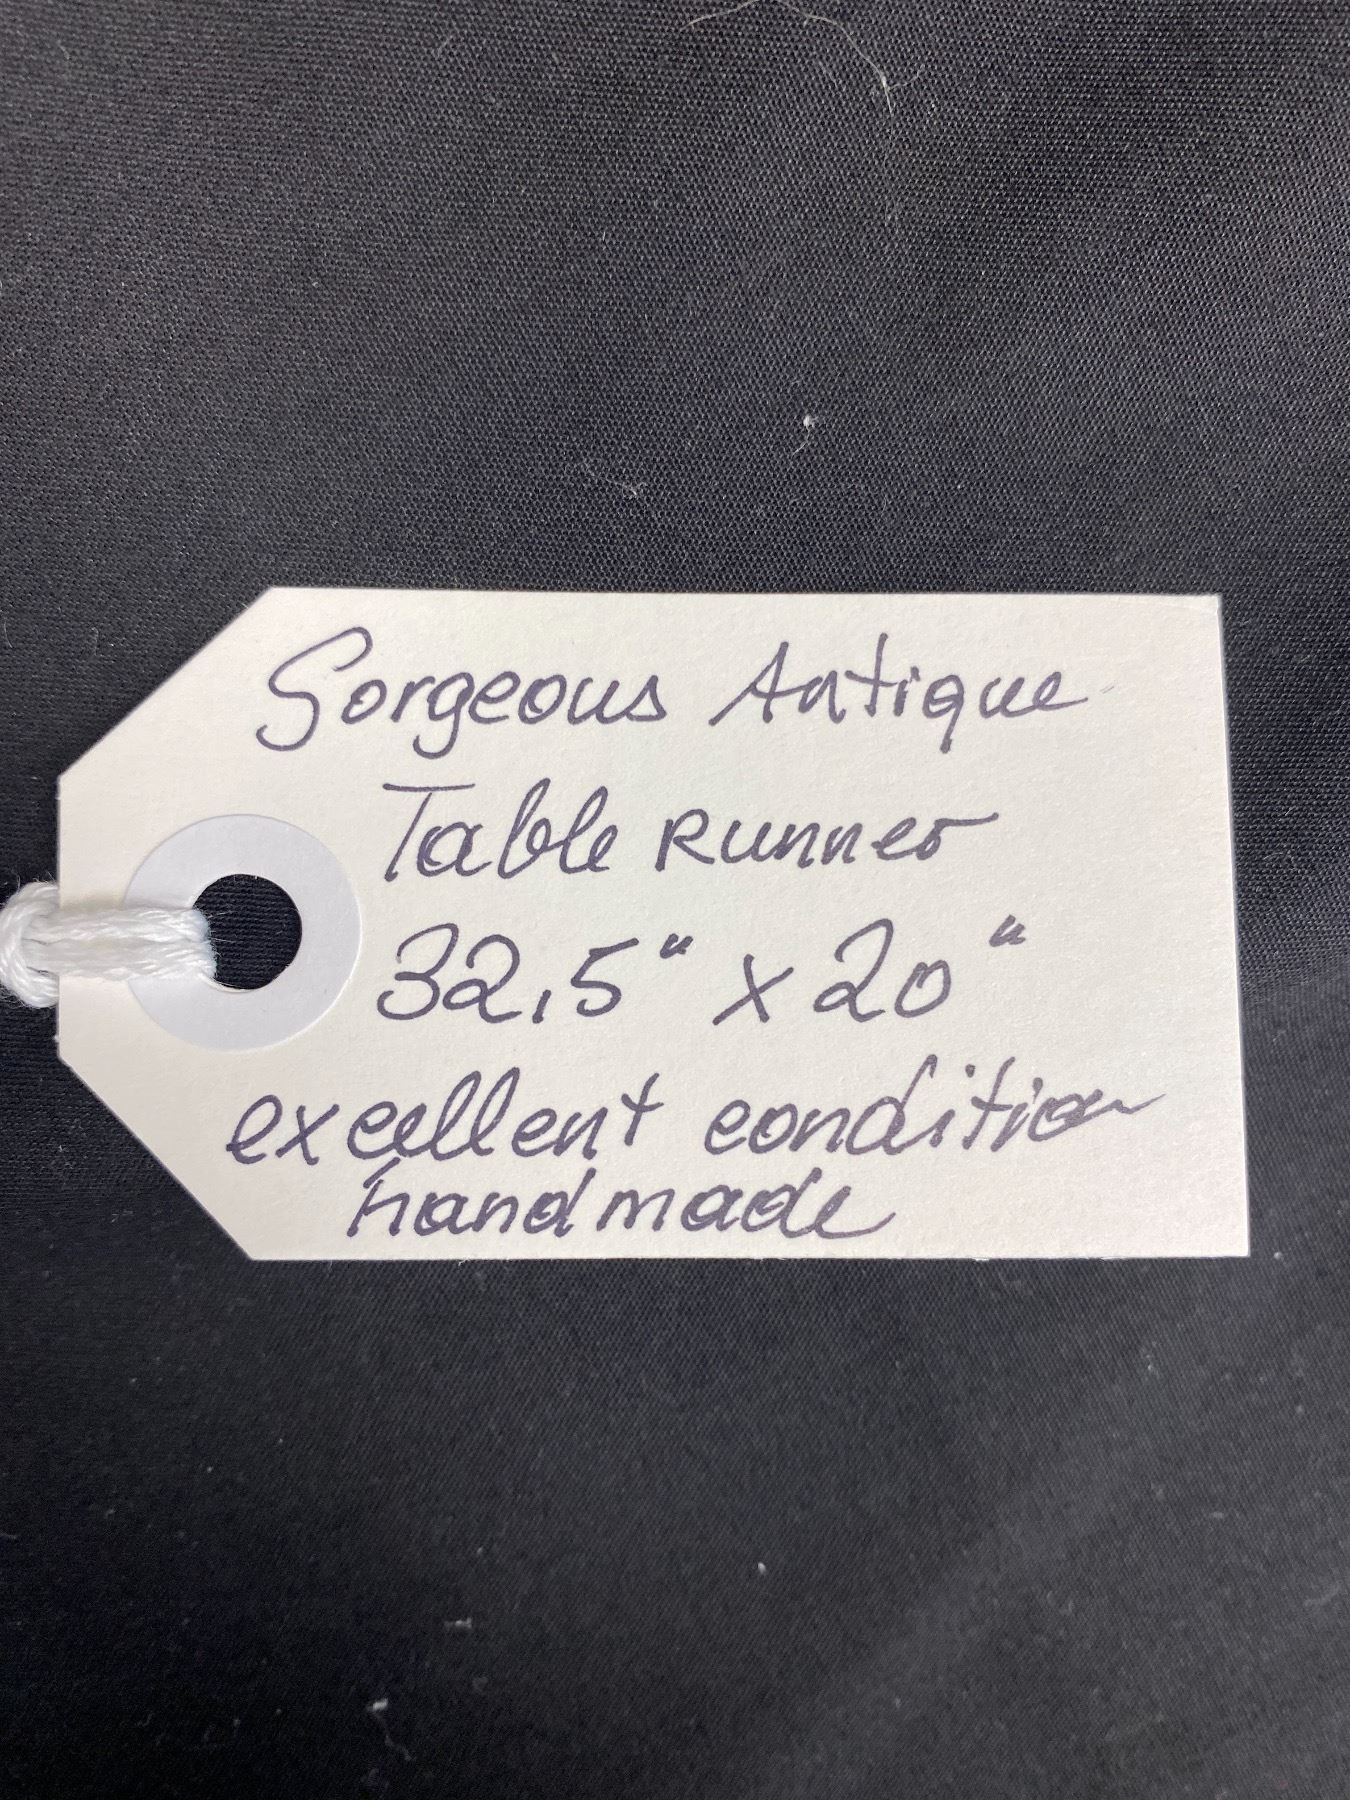 Gorgeous Antique
Table Runner
32,5" x 20"
excellent condition
handmade